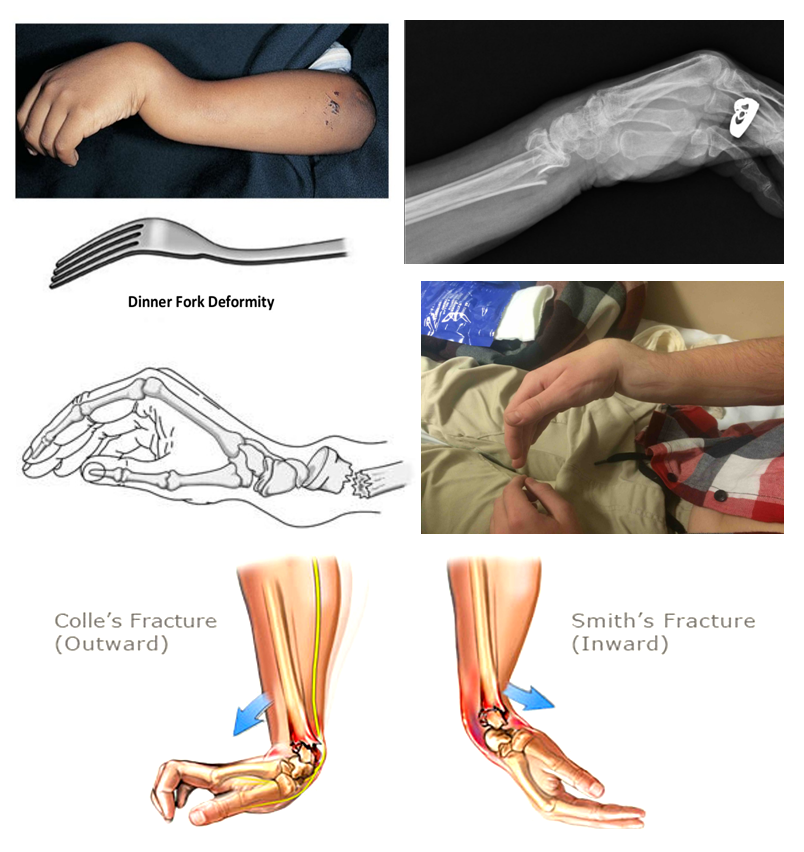 Dinner Fork Deformity
Colle's Fracture
(Outward)
Smith's Fracture
(Inward)